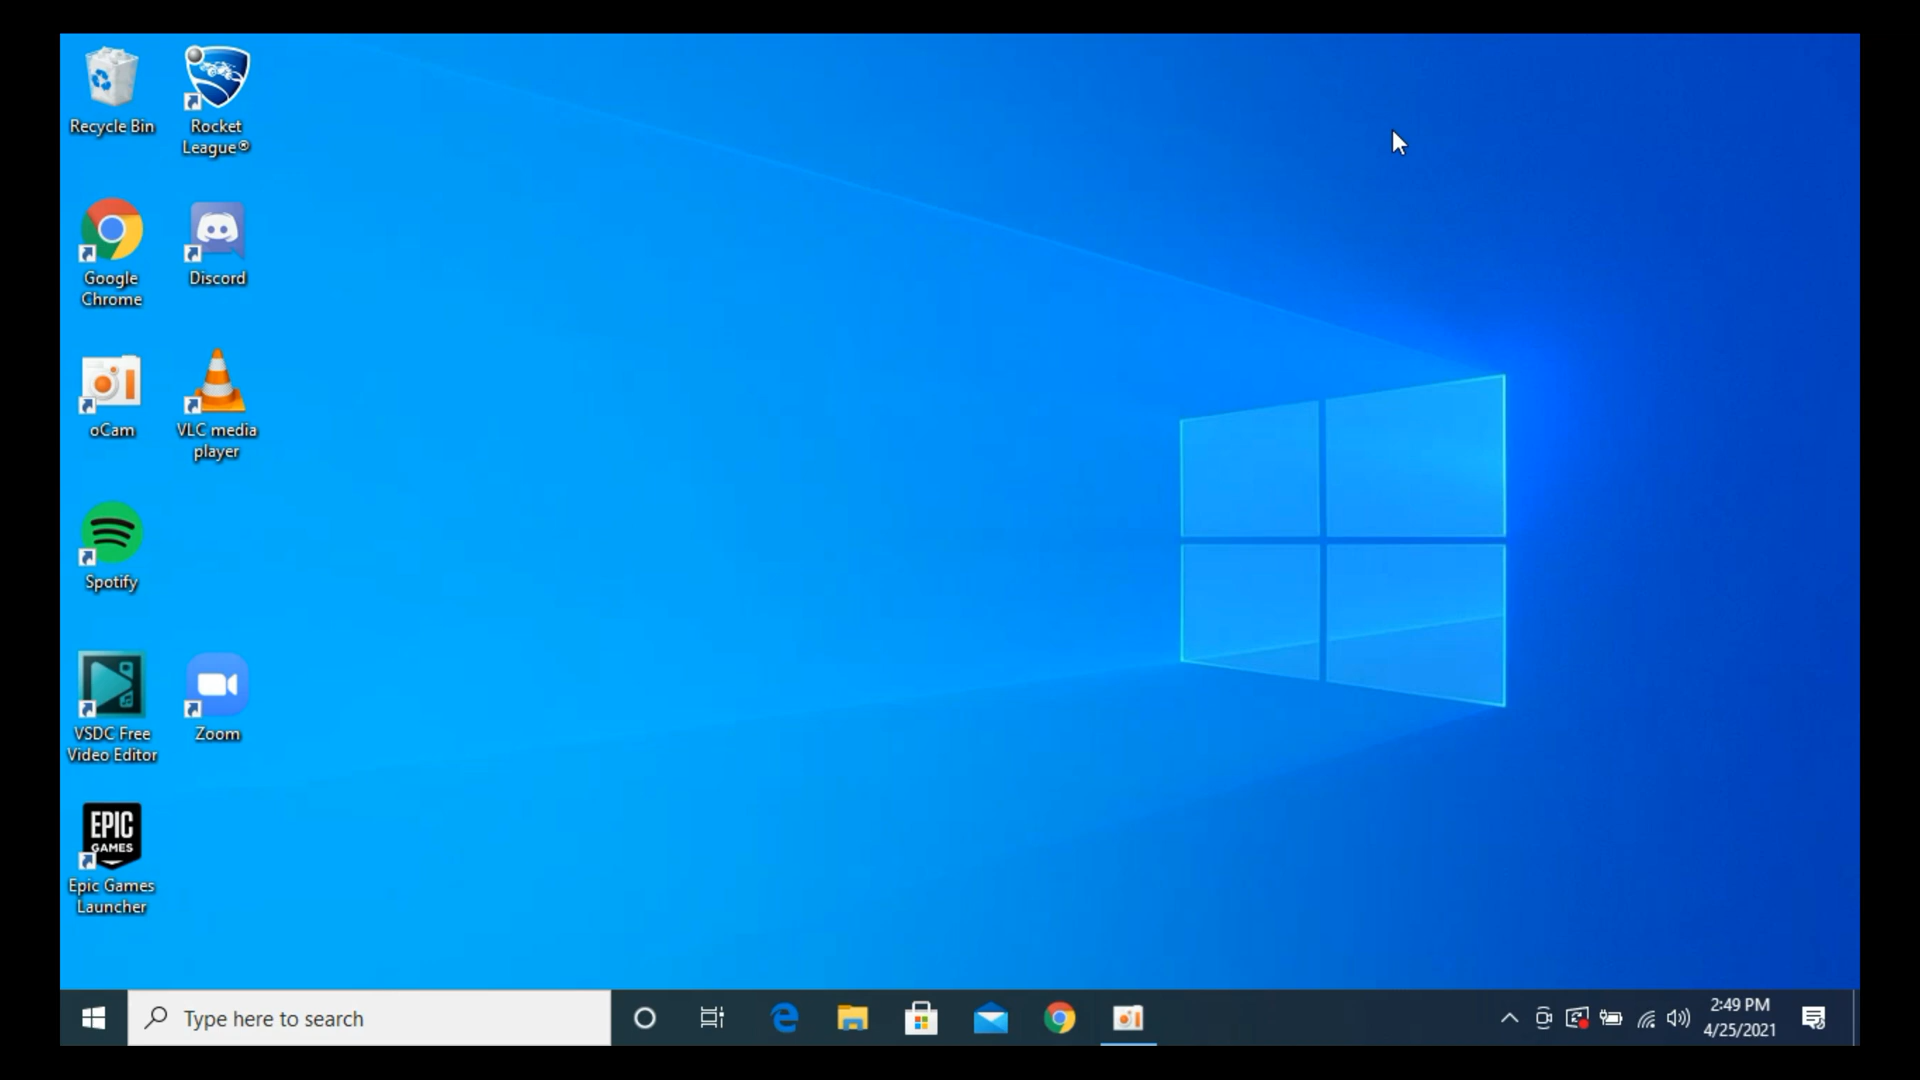 Recycle Bin
Rocket
League®
Google
Chrome
Discord
oCam
VLC media
player
Spotify
VSDC Free
Video Editor
Zoom
EPIC
GAMES
Epic Games
Launcher
Type here to search
2:49 PM
4/25/2021